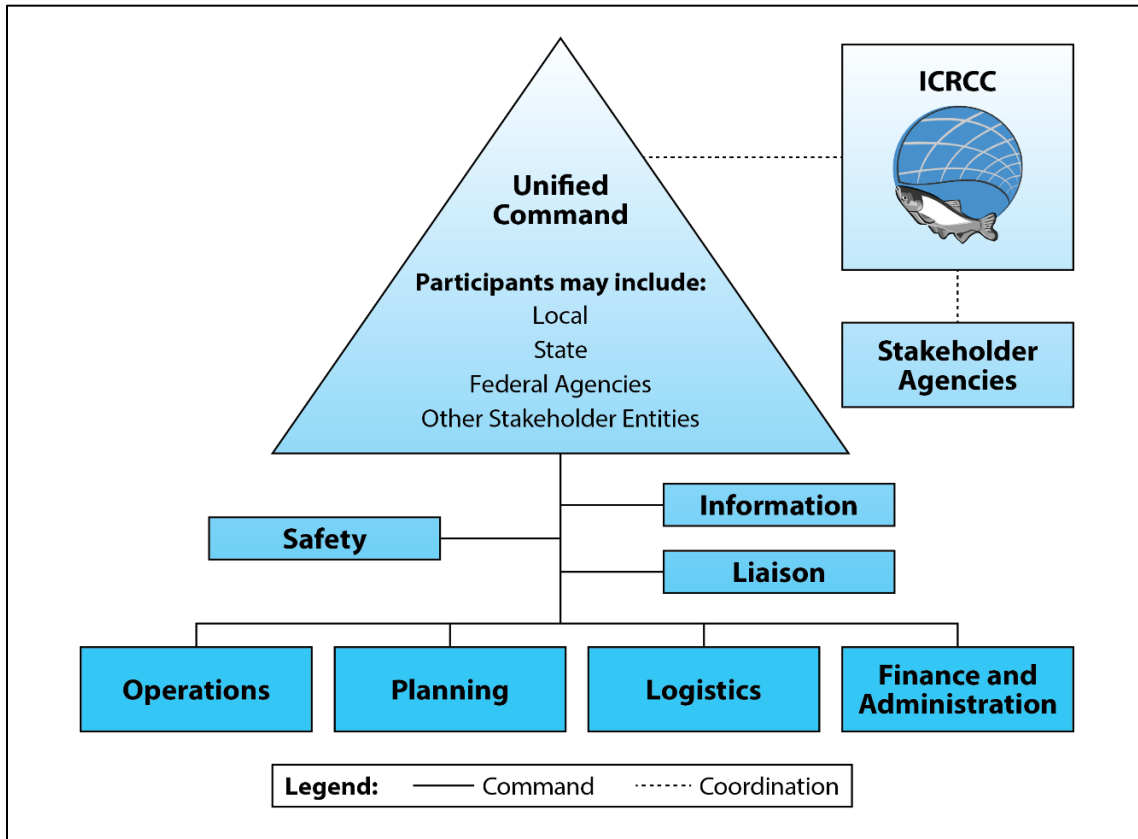 ICRCC
Unified
Command
Participants may include:
Local
State
Federal Agencies
Other Stakeholder Entities
Stakeholder
Agencies
Information
Safety
Liaison
Operations
Planning
Logistics
Finance and
Administration
Legend: Command Coordination